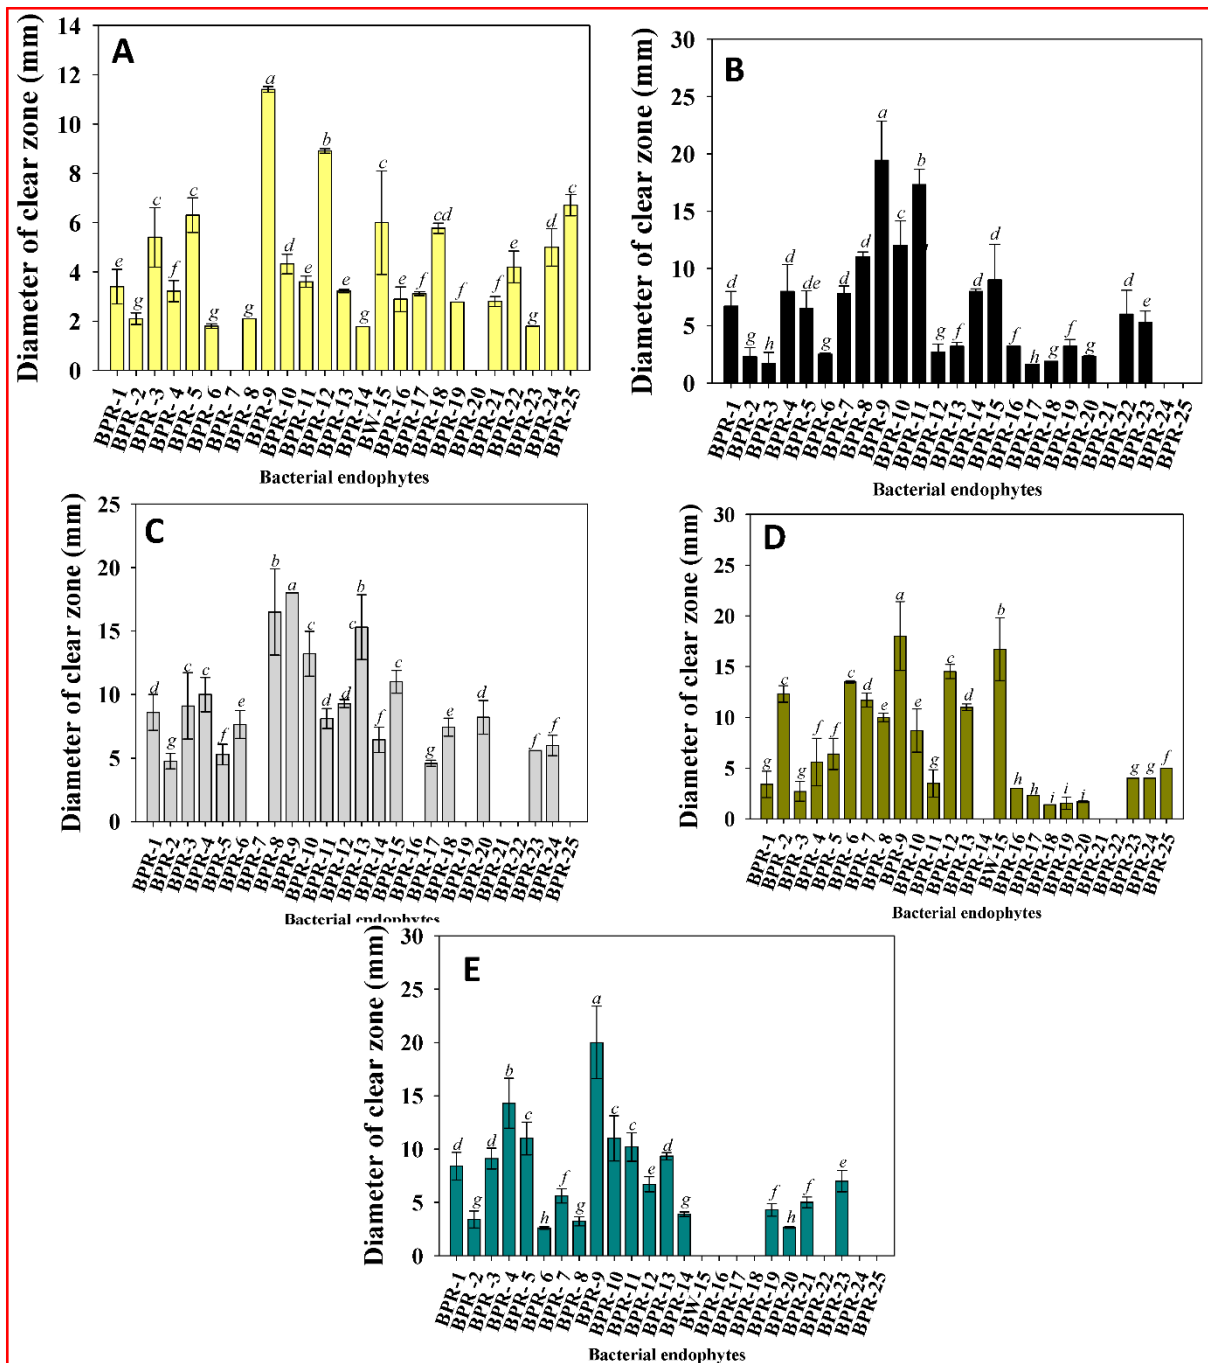 A
Diameter of clear zone (mm)
14
12
10
8
6
4
2
0
e g c f c g g a d e b e g c e f cd f f e g d c
BPR-1 BPR-2 BPR-3 BPR-4 BPR-5 BPR-6 BPR-7 BPR-8 BPR-9 BPR-10 BPR-11 BPR-12 BPR-13 BPR-14 BW-15 BPR-16 BPR-17 BPR-18 BPR-19 BPR-20 BPR-21 BPR-22 BPR-23 BPR-24 BPR-25
Bacterial endophytes
B
Diameter of clear zone (mm)
30
25
20
15
10
5
0
d g h d de g d d a c b g f d d f h g f g d e
BPR-1 BPR-2 BPR-3 BPR-4 BPR-5 BPR-6 BPR-7 BPR-8 BPR-9 BPR-10 BPR-11 BPR-12 BPR-13 BPR-14 BPR-15 BPR-16 BPR-17 BPR-18 BPR-19 BPR-20 BPR-21 BPR-22 BPR-23 BPR-24 BPR-25
Bacterial endophytes
C
Diameter of clear zone (mm)
25
20
15
10
5
0
d g c c f e b a c d d c b f c g e d f f
BPR-1 BPR-2 BPR-3 BPR-4 BPR-5 BPR-6 BPR-7 BPR-8 BPR-9 BPR-10 BPR-11 BPR-12 BPR-13 BPR-14 BPR-15 BPR-16 BPR-17 BPR-18 BPR-19 BPR-20 BPR-21 BPR-22 BPR-23 BPR-24 BPR-25
Bacterial endophytes
D
Diameter of clear zone (mm)
30
25
20
15
10
5
0
g c g f f c d e a e g c d b h h i i i g g f
BPR-1 BPR -2 BPR -3 BPR-4 BPR-5 BPR-6 BPR-7 BPR-8 BPR-9 BPR-10 BPR-11 BPR-12 BPR-13 BPR-14 BW-15 BPR-16 BPR-17 BPR-18 BPR-19 BPR-20 BPR-21 BPR-22 BPR-23 BPR-24 BPR-25
Bacterial endophytes
E
Diameter of clear zone (mm)
30
25
20
15
10
5
0
d g d b c h f g a c c e d g f h f e
BPR-1 BPR -2 BPR -3 BPR- 4 BPR- 5 BPR- 6 BPR- 7 BPR-8 BPR-9 BPR-10 BPR-11 BPR-12 BPR-13 BPR-14 BW-15 BPR-16 BPR-17 BPR-18 BPR-19 BPR-20 BPR-21 BPR-22 BPR-23 BPR-24 BPR-25
Bacterial endophytes